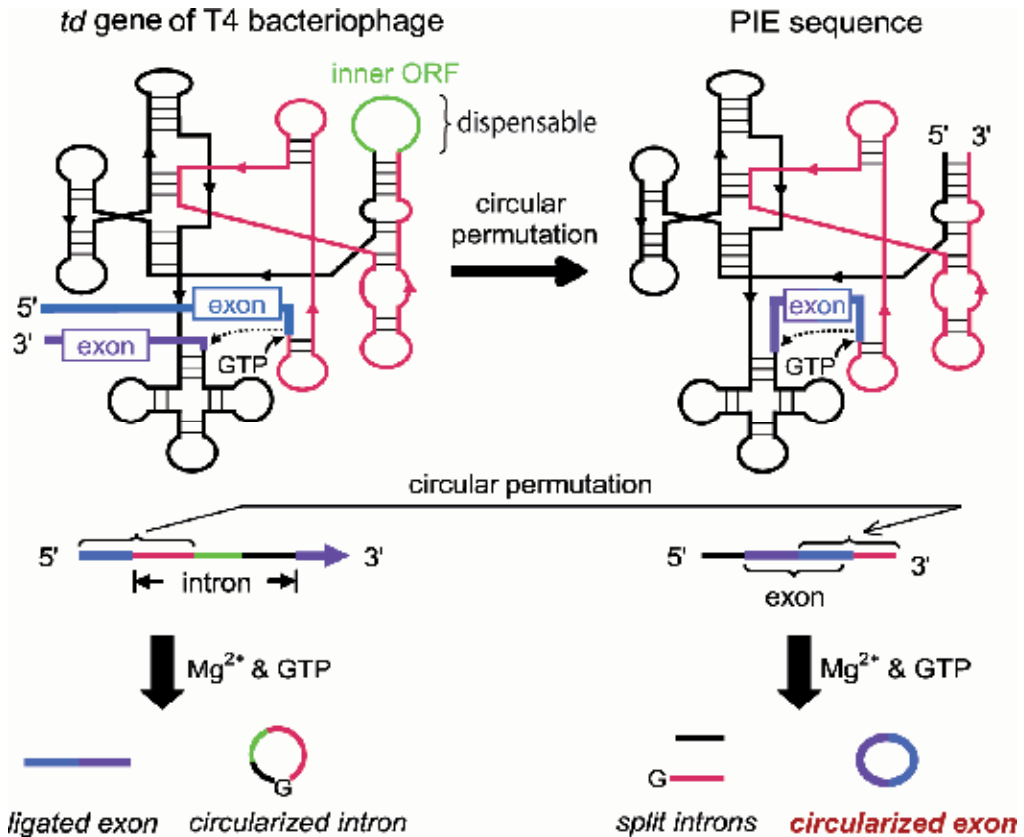 td gene of T4 bacteriophage
PIE sequence
inner ORF
dispensable
5' 3'
circular
permutation
5'
exon
exon
3'
exon
GTP
GTP
circular permutation
5'
3'
5'
3'
intron
exon
Mg²⁺ & GTP
Mg²⁺ & GTP
G
G
ligated exon
circularized intron
split introns
circularized exon